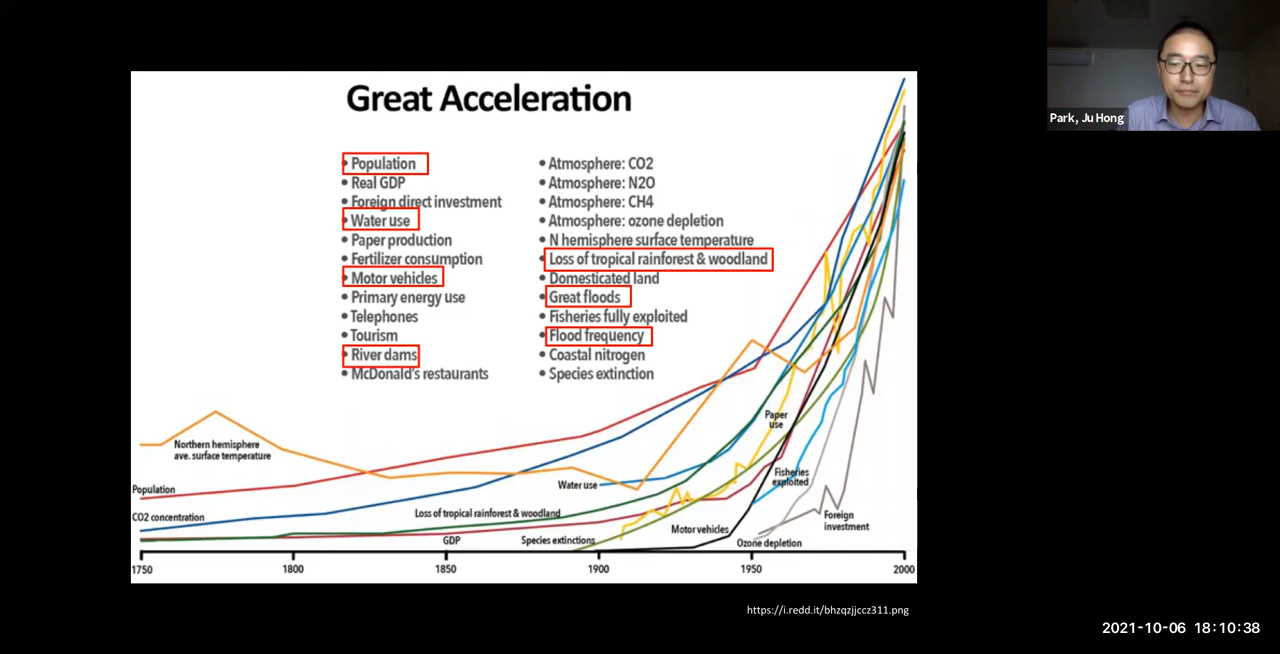 Great Acceleration
• Population
• Real GDP
• Foreign direct investment
• Water use
• Paper production
• Fertilizer consumption
• Motor vehicles
• Primary energy use
• Telephones
• Tourism
• River dams
• McDonald's restaurants
• Atmosphere: CO2
• Atmosphere: N2O
• Atmosphere: CH4
• Atmosphere: ozone depletion
• N hemisphere surface temperature
• Loss of tropical rainforest & woodland
• Domesticated land
• Great floods
• Fisheries fully exploited
• Flood frequency
• Coastal nitrogen
• Species extinction
Northern hemisphere
ave. surface temperature
Population
CO2 concentration
Loss of tropical rainforest & woodland
GDP
Water use
Species extinctions
Paper
use
Fisheries
exploited
Motor vehicles
Ozone depletion
Foreign
investment
1750
1800
1850
1900
1950
2000
https://i.redd.it/bhzqzjjccz311.png
Park, Ju Hong
2021-10-06 18:10:38